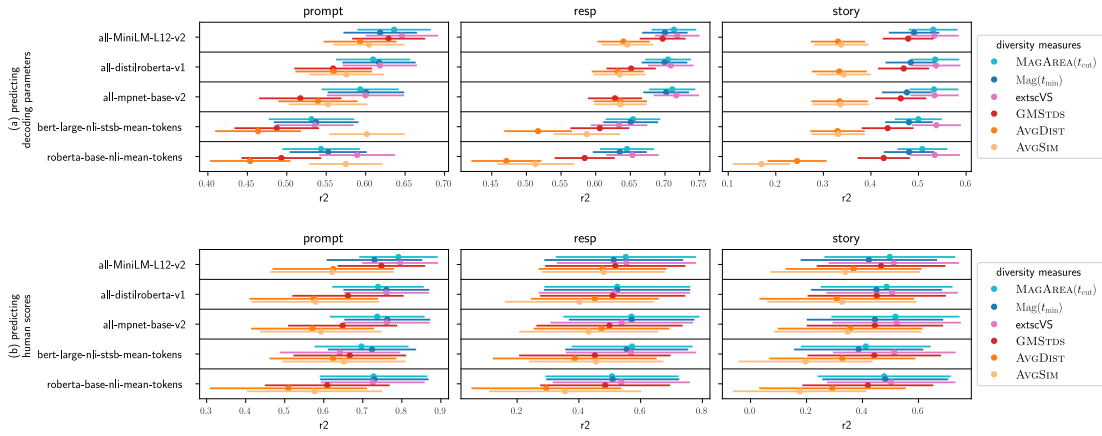 prompt
resp
story
(a) predicting
decoding parameters
all-MiniLM-L12-v2
all-distilroberta-v1
all-mpnet-base-v2
bert-large-nli-stsb-mean-tokens
roberta-base-nli-mean-tokens
0.40 0.45 0.50 0.55 0.60 0.65 0.70
0.45 0.50 0.55 0.60 0.65 0.70 0.75
0.1 0.2 0.3 0.4 0.5 0.6
r2
r2
r2
diversity measures
MAGAREA(tcut)
Mag(tmin)
extscVS
GMSTDS
AVGDIST
AVGSIM
prompt
resp
story
(b) predicting
human scores
all-MiniLM-L12-v2
all-distilroberta-v1
all-mpnet-base-v2
bert-large-nli-stsb-mean-tokens
roberta-base-nli-mean-tokens
0.3 0.4 0.5 0.6 0.7 0.8 0.9
0.2 0.4 0.6 0.8
0.0 0.2 0.4 0.6
r2
r2
r2
diversity measures
MAGAREA(tcut)
Mag(tmin)
extscVS
GMSTDS
AVGDIST
AVGSIM